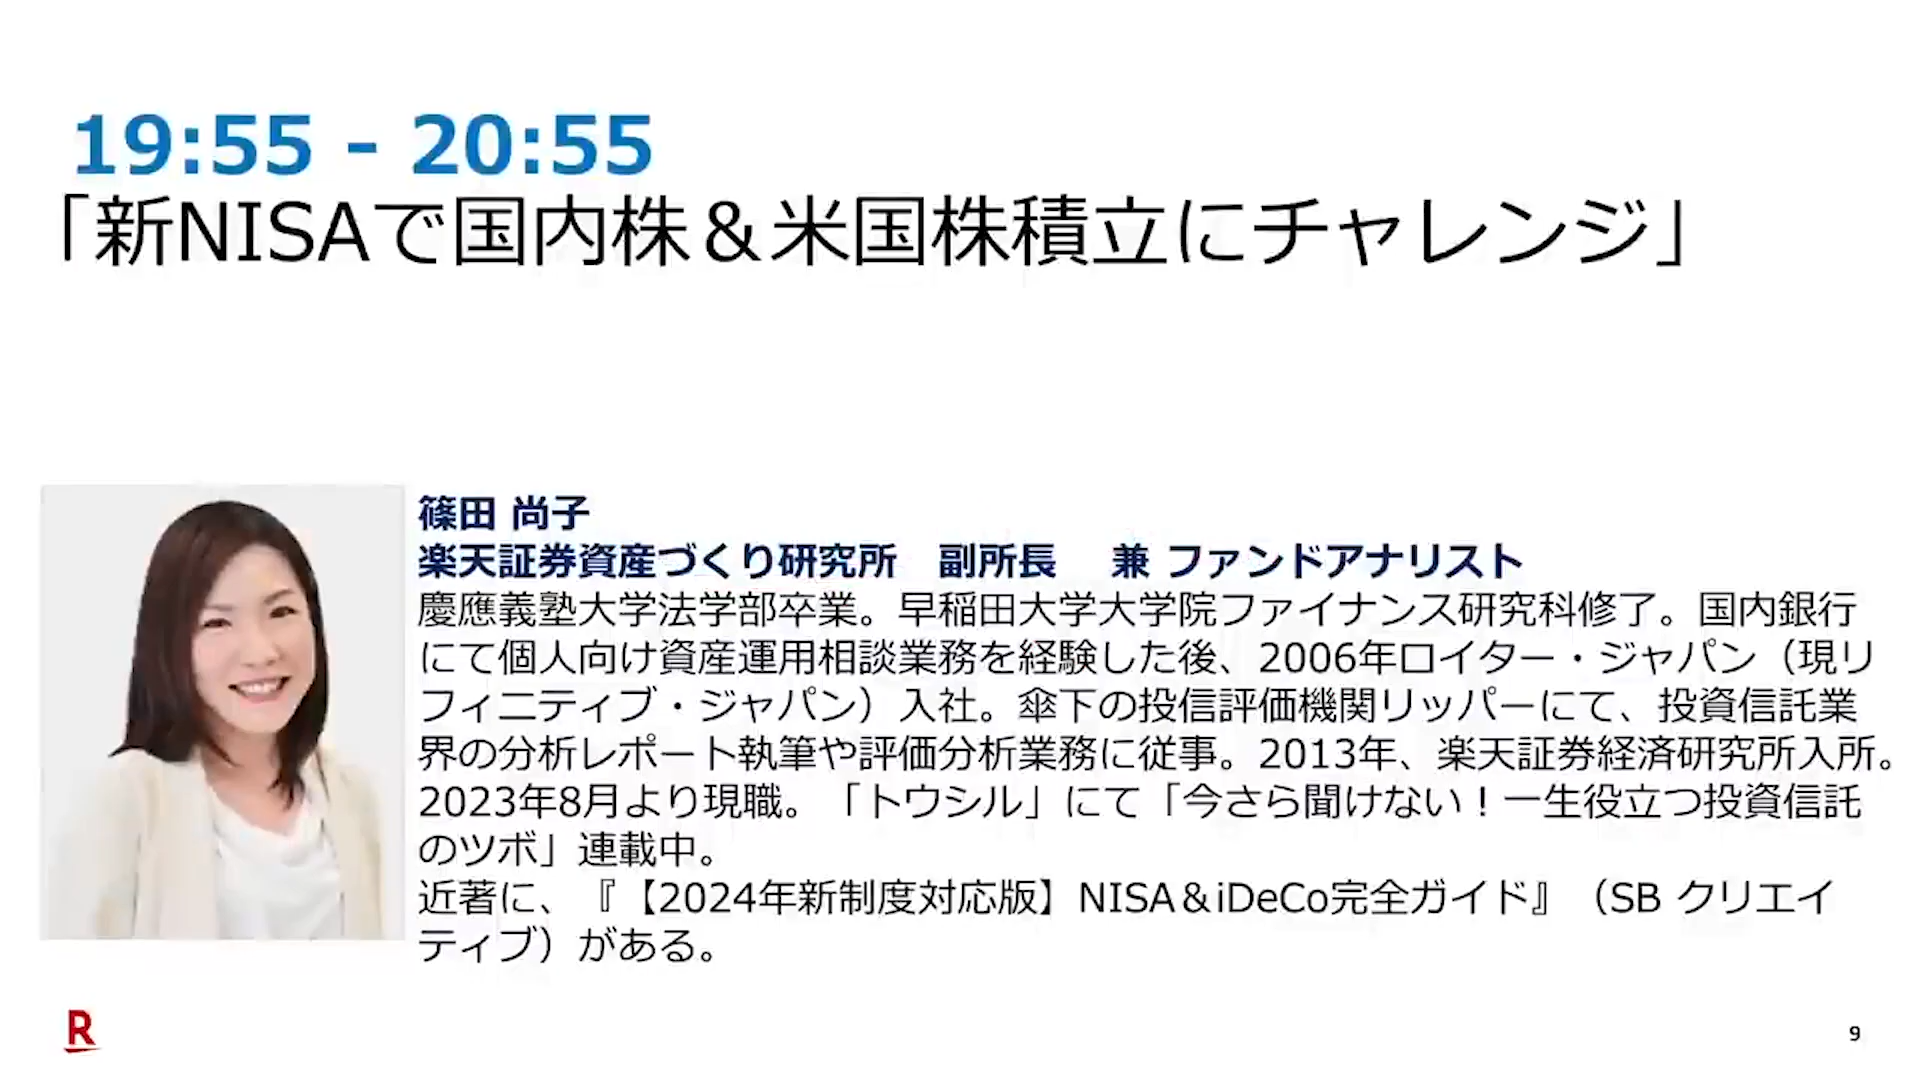 19:55 - 20:55
「新NISAで国内株＆米国株積立にチャレンジ」
篠田 尚子
楽天証券資産づくり研究所　副所長　兼 ファンドアナリスト
慶應義塾大学法学部卒業。早稲田大学大学院ファイナンス研究科修了。国内銀行
にて個人向け資産運用相談業務を経験した後、2006年ロイター・ジャパン（現リ
フィニティブ・ジャパン）入社。傘下の投信評価機関リッパーにて、投資信託業
界の分析レポート執筆や評価分析業務に従事。2013年、楽天証券経済研究所入所。
2023年8月より現職。「トウシル」にて「今さら聞けない！一生役立つ投資信託
のツボ」連載中。
近著に、『【2024年新制度対応版】NISA＆iDeCo完全ガイド』（SB クリエイ
ティブ）がある。
R
9